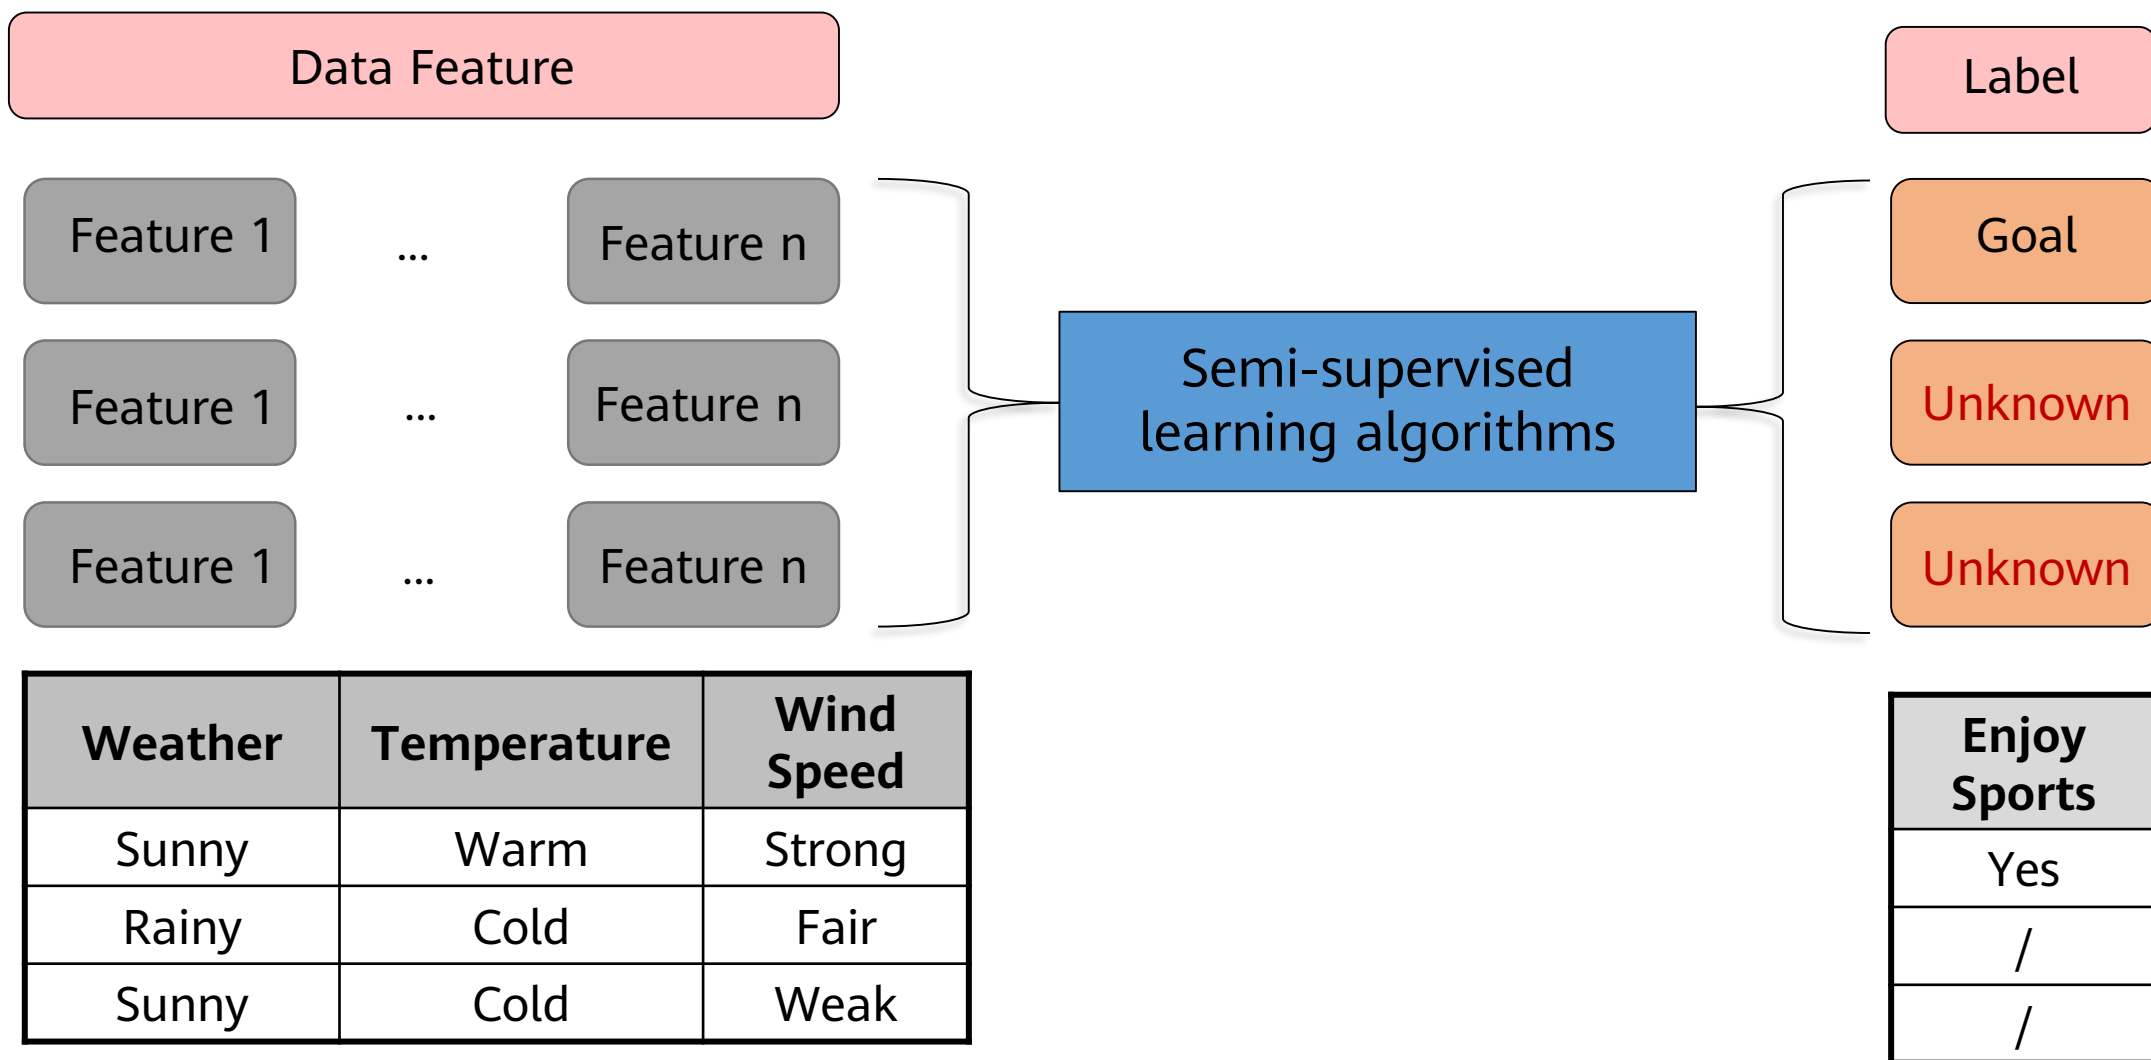 Data Feature
Label
Feature 1 ... Feature n
Goal
Feature 1 ... Feature n
Unknown
Feature 1 ... Feature n
Unknown
Semi-supervised
learning algorithms
Weather Temperature Wind
Speed
Sunny Warm Strong
Rainy Cold Fair
Sunny Cold Weak
Enjoy
Sports
Yes
/
/